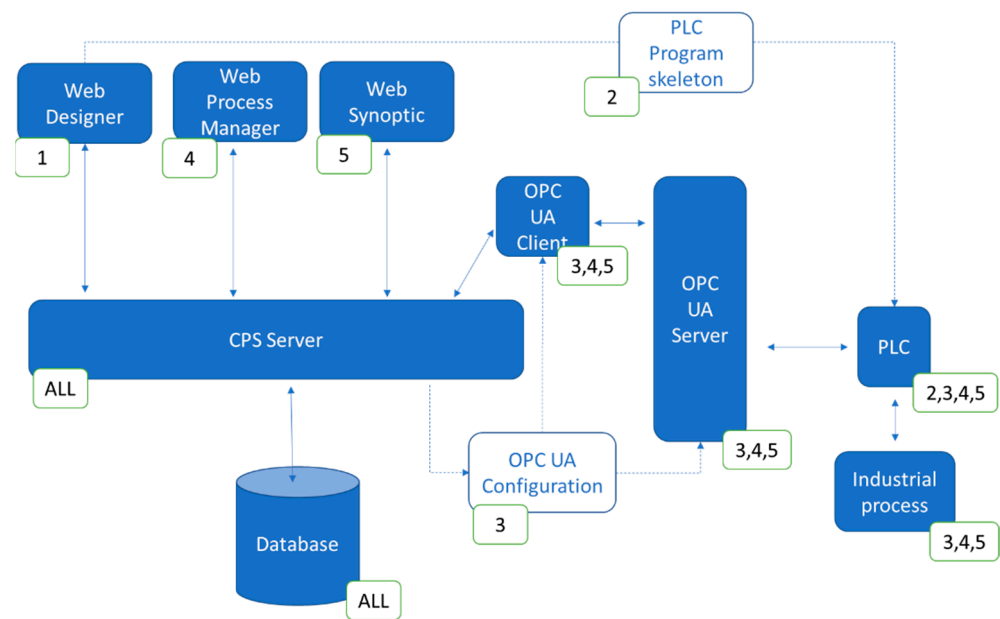 PLC
Program
skeleton
2
Web
Designer
1
Web
Process
Manager
4
Web
Synoptic
5
OPC
UA
Client
3,4,5
OPC
UA
Server
3,4,5
CPS Server
ALL
PLC
2,3,4,5
OPC UA
Configuration
3
Industrial
process
3,4,5
Database
ALL